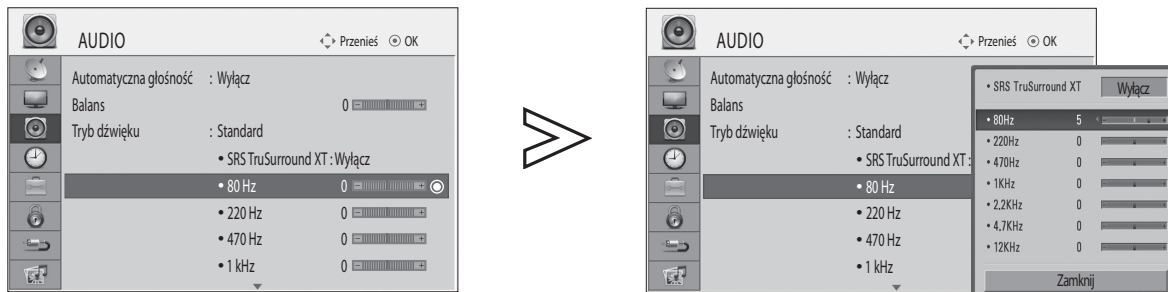 AUDIO
Przenieś OK
Automatyczna głośność : Wyłącz
Balans 0 - +
Tryb dźwięku : Standard
• SRS TruSurround XT : Wyłącz
• 80 Hz 0 - +
• 220 Hz 0 - +
• 470 Hz 0 - +
• 1 kHz 0 - +
AUDIO
Przenieś OK
Automatyczna głośność : Wyłącz
Balans
Tryb dźwięku : Standard
• SRS TruSurround XT :
• 80 Hz
• 220 Hz
• 470 Hz
• 1 kHz
• SRS TruSurround XT Wyłącz
• 80Hz 5
• 220Hz 0
• 470Hz 0
• 1KHz 0
• 2.2KHz 0
• 4.7KHz 0
• 12KHz 0
Zamknij